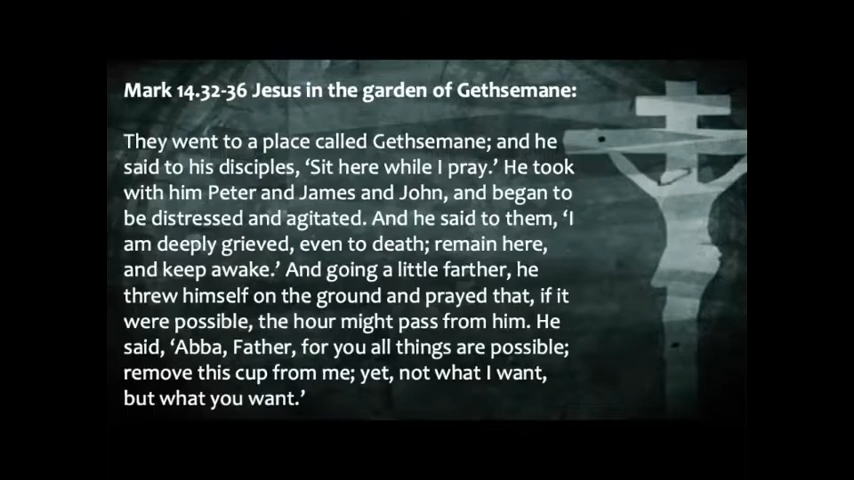 Mark 14.32-36 Jesus in the garden of Gethsemane:
They went to a place called Gethsemane; and he
said to his disciples, ‘Sit here while I pray.’ He took
with him Peter and James and John, and began to
be distressed and agitated. And he said to them, ‘I
am deeply grieved, even to death; remain here,
and keep awake.’ And going a little farther, he
threw himself on the ground and prayed that, if it
were possible, the hour might pass from him. He
said, ‘Abba, Father, for you all things are possible;
remove this cup from me; yet, not what I want,
but what you want.’